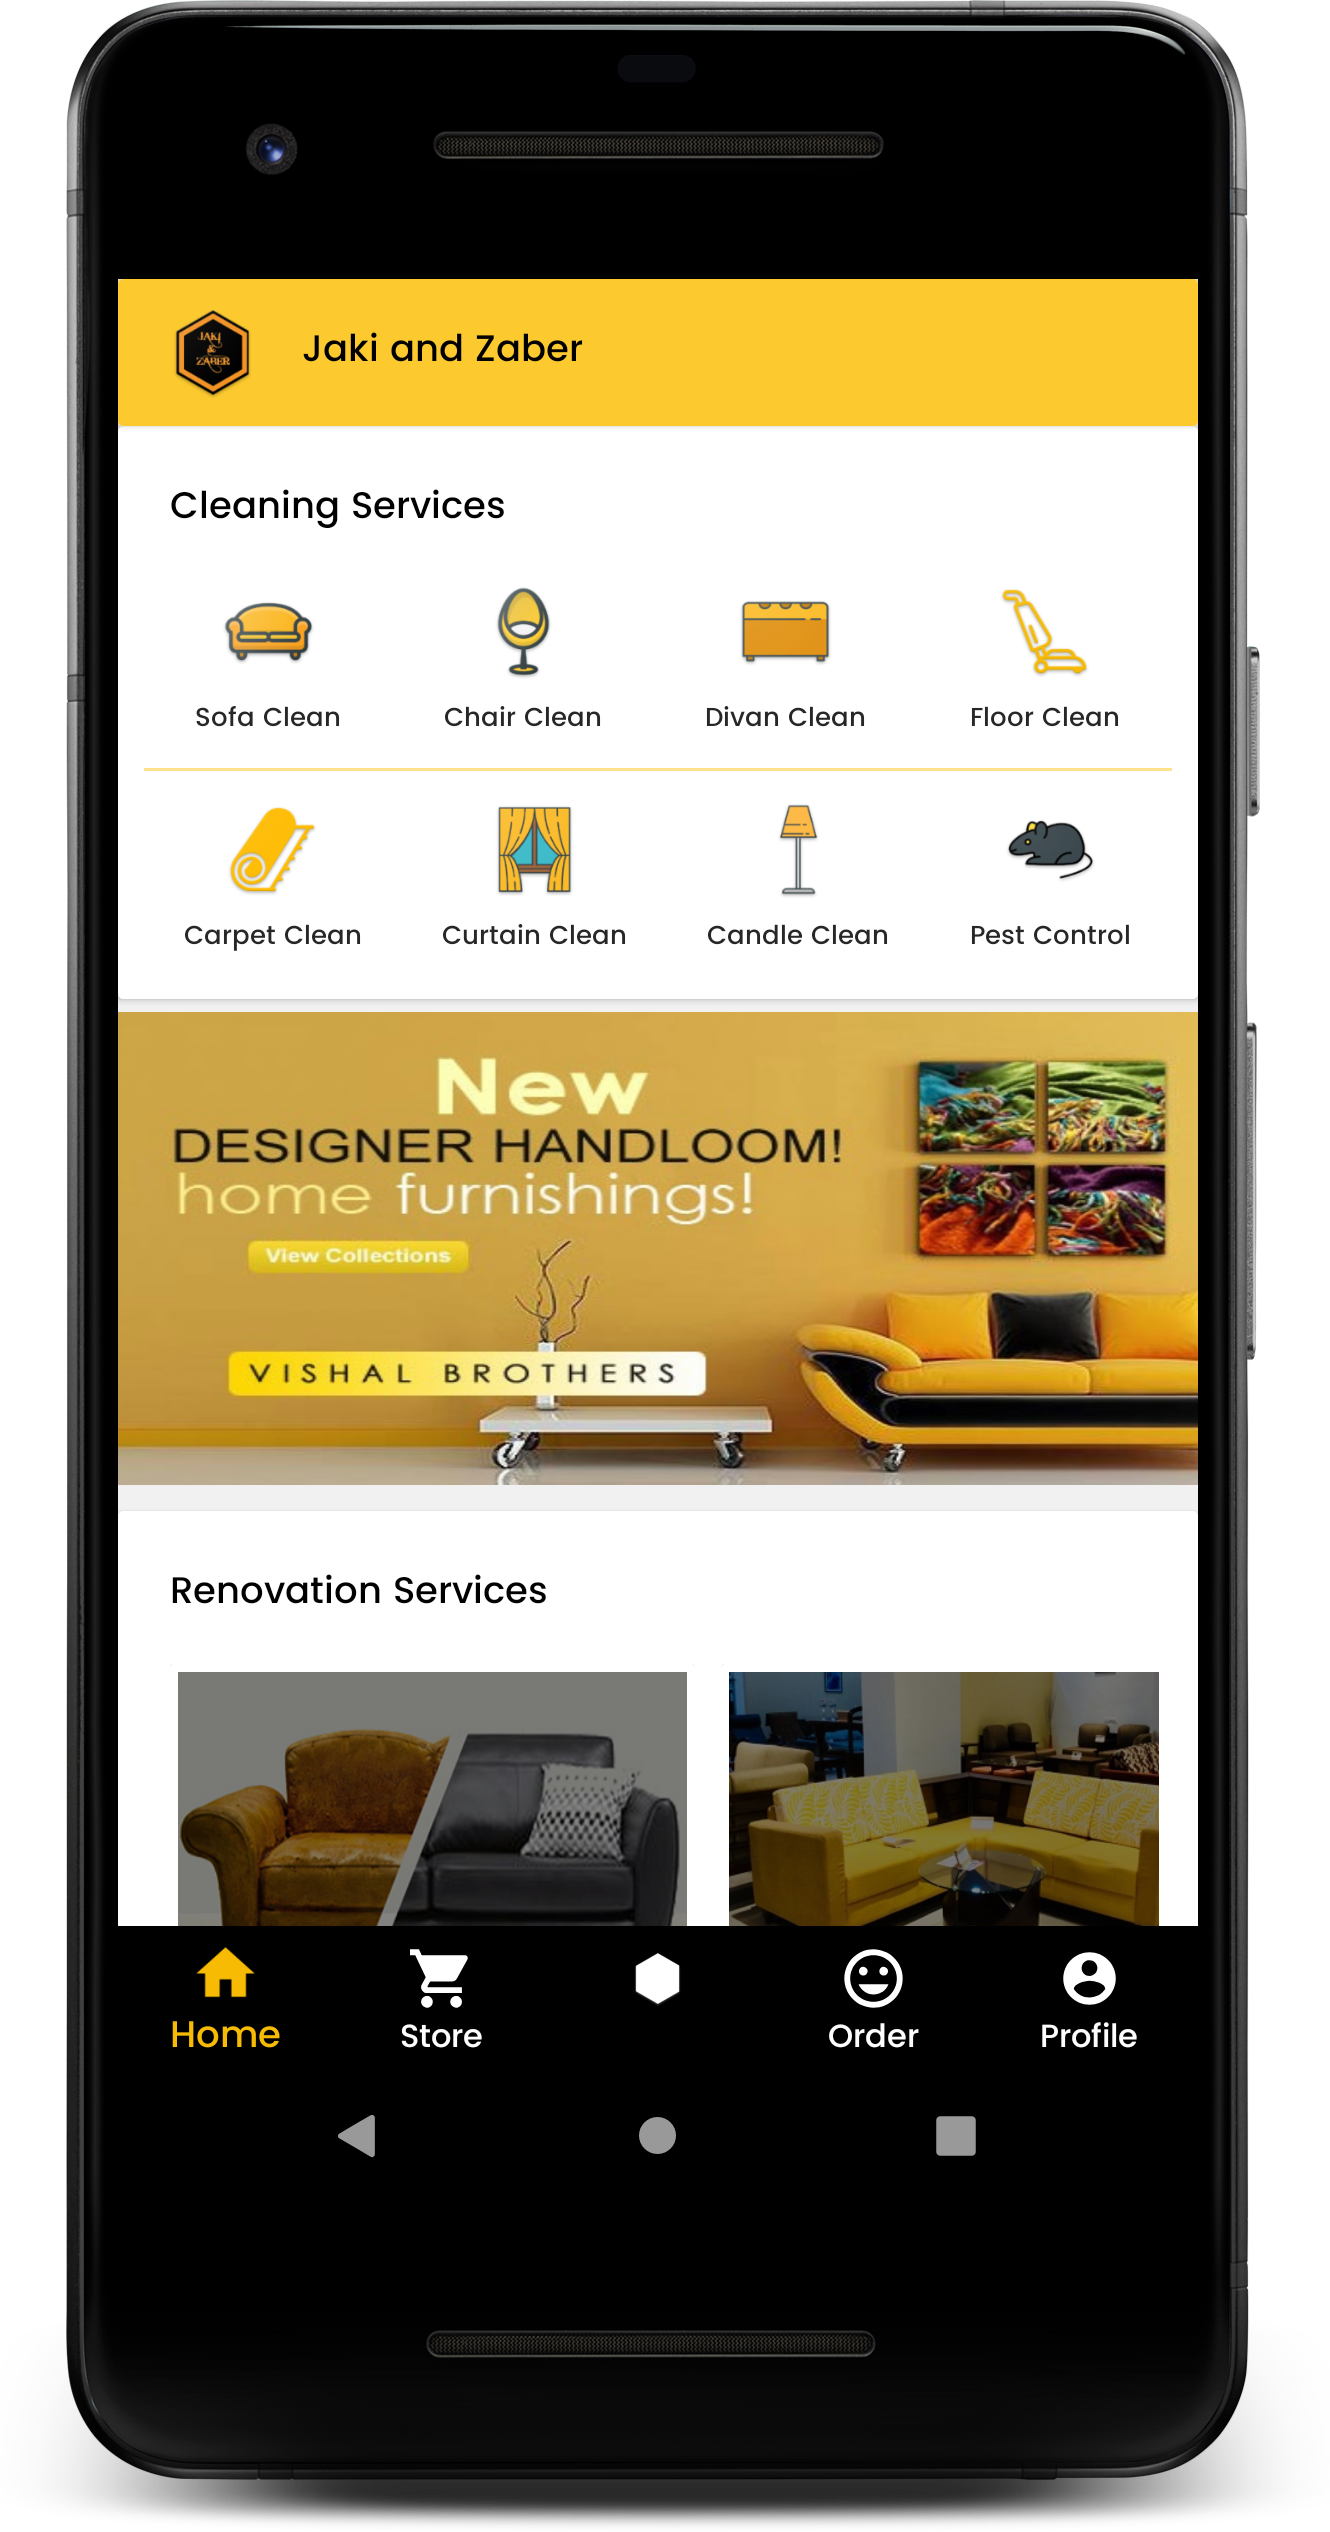 JAKI
&
ZABER
Jaki and Zaber
Cleaning Services
Sofa Clean
Chair Clean
Divan Clean
Floor Clean
Carpet Clean
Curtain Clean
Candle Clean
Pest Control
New
DESIGNER HANDLOOM!
home furnishings!
View Collections
VISHAL BROTHERS
Renovation Services
Home
Store
Order
Profile